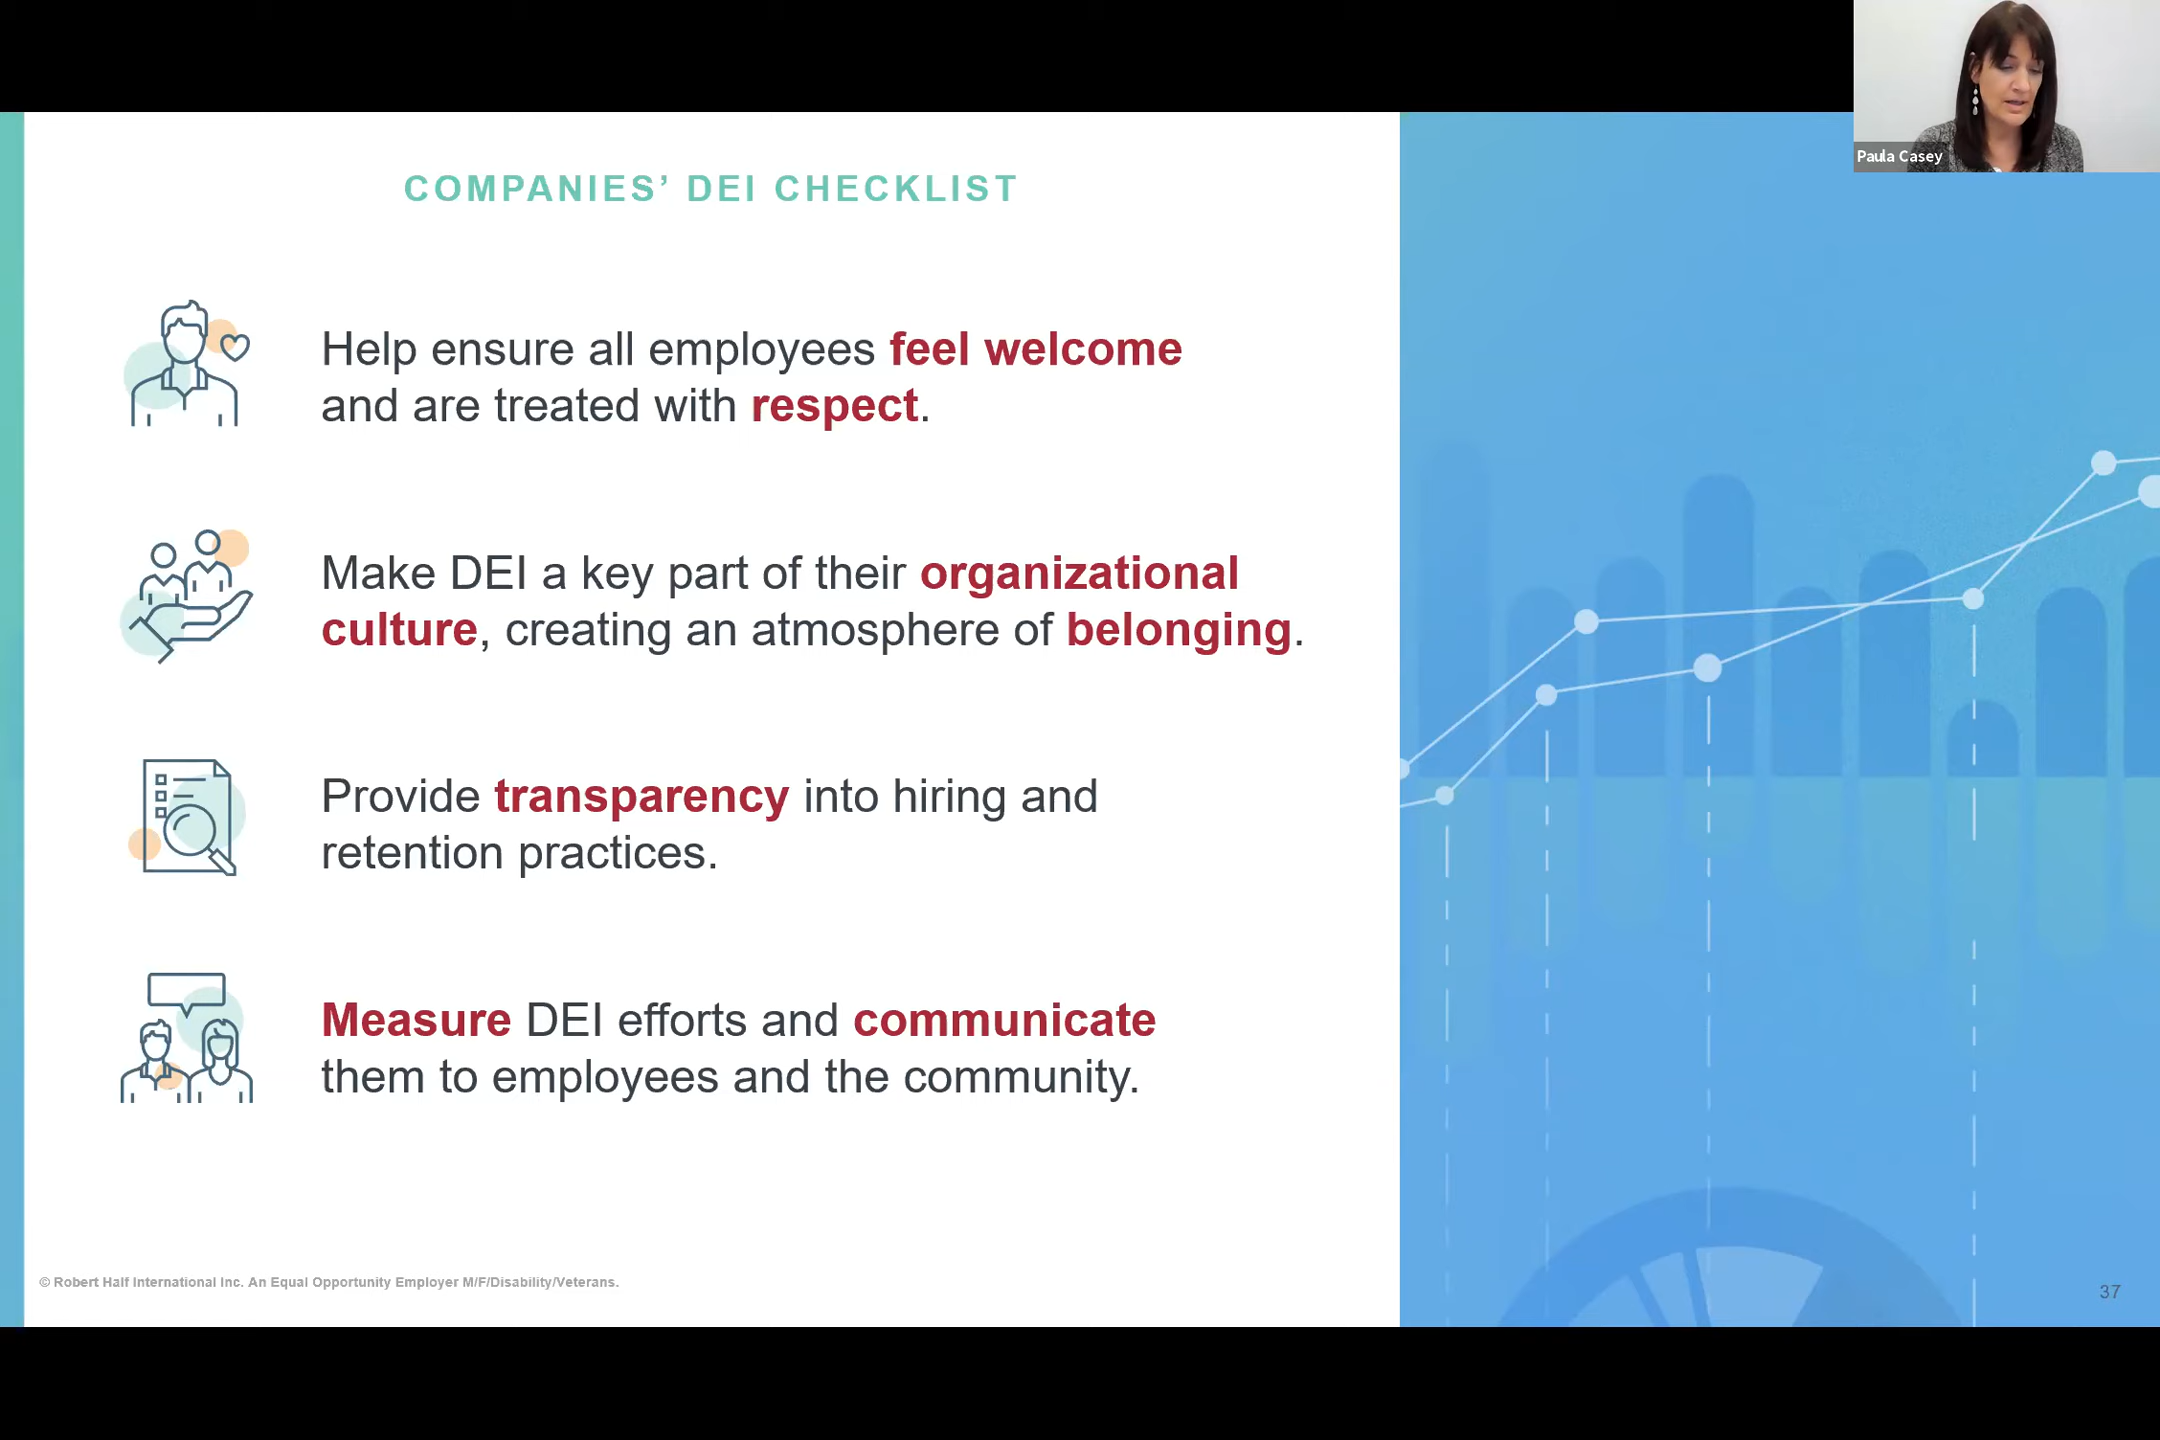 Paula Casey
COMPANIES’ DEI CHECKLIST
Help ensure all employees feel welcome
and are treated with respect.
Make DEI a key part of their organizational
culture, creating an atmosphere of belonging.
Provide transparency into hiring and
retention practices.
Measure DEI efforts and communicate
them to employees and the community.
© Robert Half International Inc. An Equal Opportunity Employer M/F/Disability/Veterans.
37